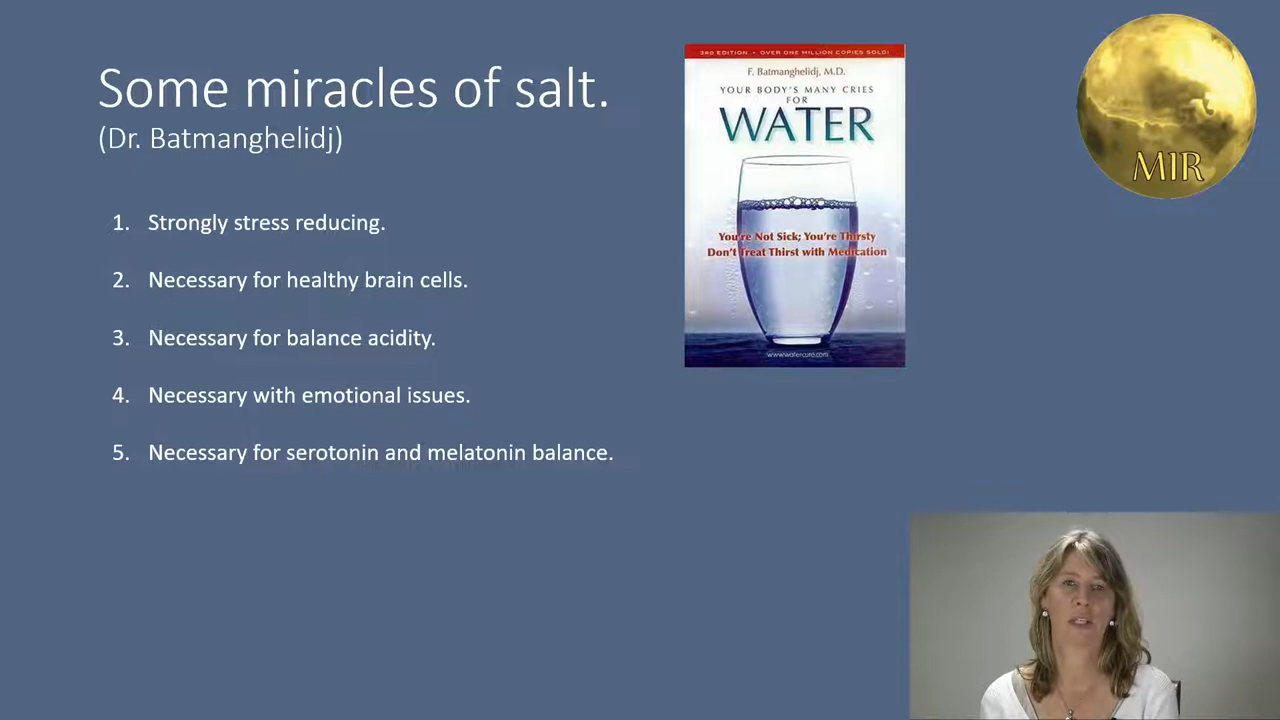 Some miracles of salt.
(Dr. Batmanghelidj)
1. Strongly stress reducing.
2. Necessary for healthy brain cells.
3. Necessary for balance acidity.
4. Necessary with emotional issues.
5. Necessary for serotonin and melatonin balance.
3RD EDITION • OVER ONE MILLION COPIES SOLD!
F. Batmanghelidj, M.D.
YOUR BODY'S MANY CRIES
FOR
WATER
You're Not Sick; You're Thirsty
Don't Treat Thirst with Medication
www.watercure.com
MIR